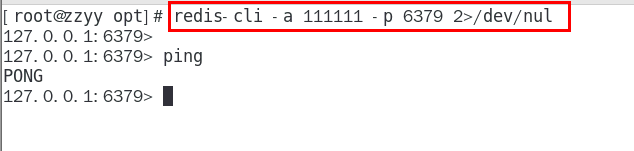 [root@zzyy opt]# redis-cli -a 111111 -p 6379 2>/dev/nul
127.0.0.1:6379>
127.0.0.1:6379> ping
PONG
127.0.0.1:6379>